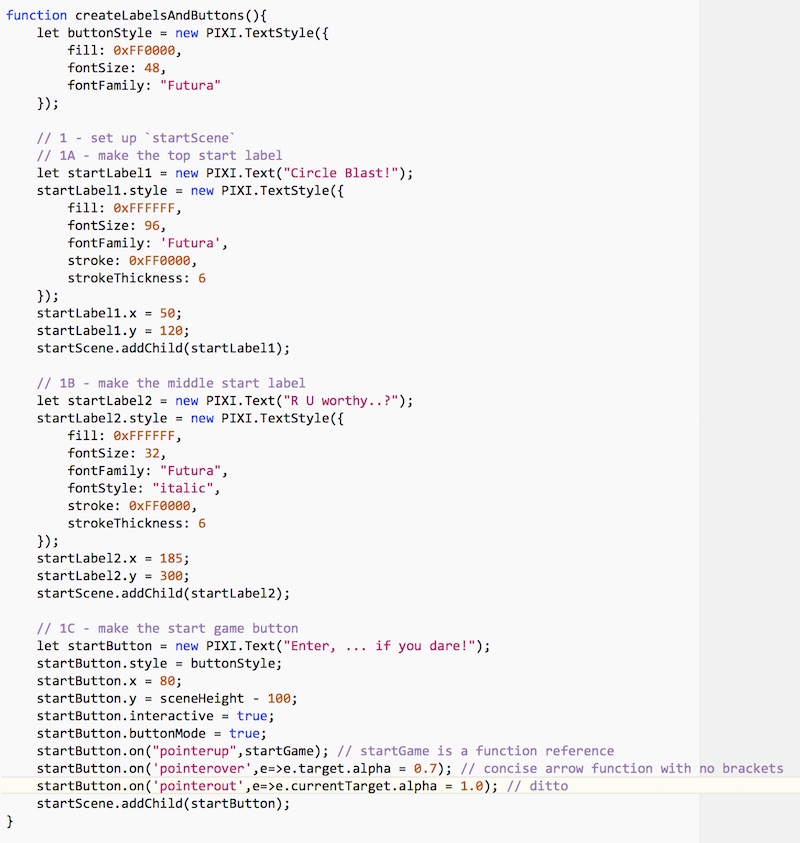 function createLabelsAndButtons(){
    let buttonStyle = new PIXI.TextStyle({
        fill: 0xFF0000,
        fontSize: 48,
        fontFamily: "Futura"
    });

    // 1 - set up `startScene`
    // 1A - make the top start label
    let startLabel1 = new PIXI.Text("Circle Blast!");
    startLabel1.style = new PIXI.TextStyle({
        fill: 0xFFFFFF,
        fontSize: 96,
        fontFamily: 'Futura',
        stroke: 0xFF0000,
        strokeThickness: 6
    });
    startLabel1.x = 50;
    startLabel1.y = 120;
    startScene.addChild(startLabel1);

    // 1B - make the middle start label
    let startLabel2 = new PIXI.Text("R U worthy..?");
    startLabel2.style = new PIXI.TextStyle({
        fill: 0xFFFFFF,
        fontSize: 32,
        fontFamily: "Futura",
        fontStyle: "italic",
        stroke: 0xFF0000,
        strokeThickness: 6
    });
    startLabel2.x = 185;
    startLabel2.y = 300;
    startScene.addChild(startLabel2);

    // 1C - make the start game button
    let startButton = new PIXI.Text("Enter, ... if you dare!");
    startButton.style = buttonStyle;
    startButton.x = 80;
    startButton.y = sceneHeight - 100;
    startButton.interactive = true;
    startButton.buttonMode = true;
    startButton.on("pointerup",startGame); // startGame is a function reference
    startButton.on('pointerover',e=>e.target.alpha = 0.7); // concise arrow function with no brackets
    startButton.on('pointerout',e=>e.currentTarget.alpha = 1.0); // ditto
    startScene.addChild(startButton);
}